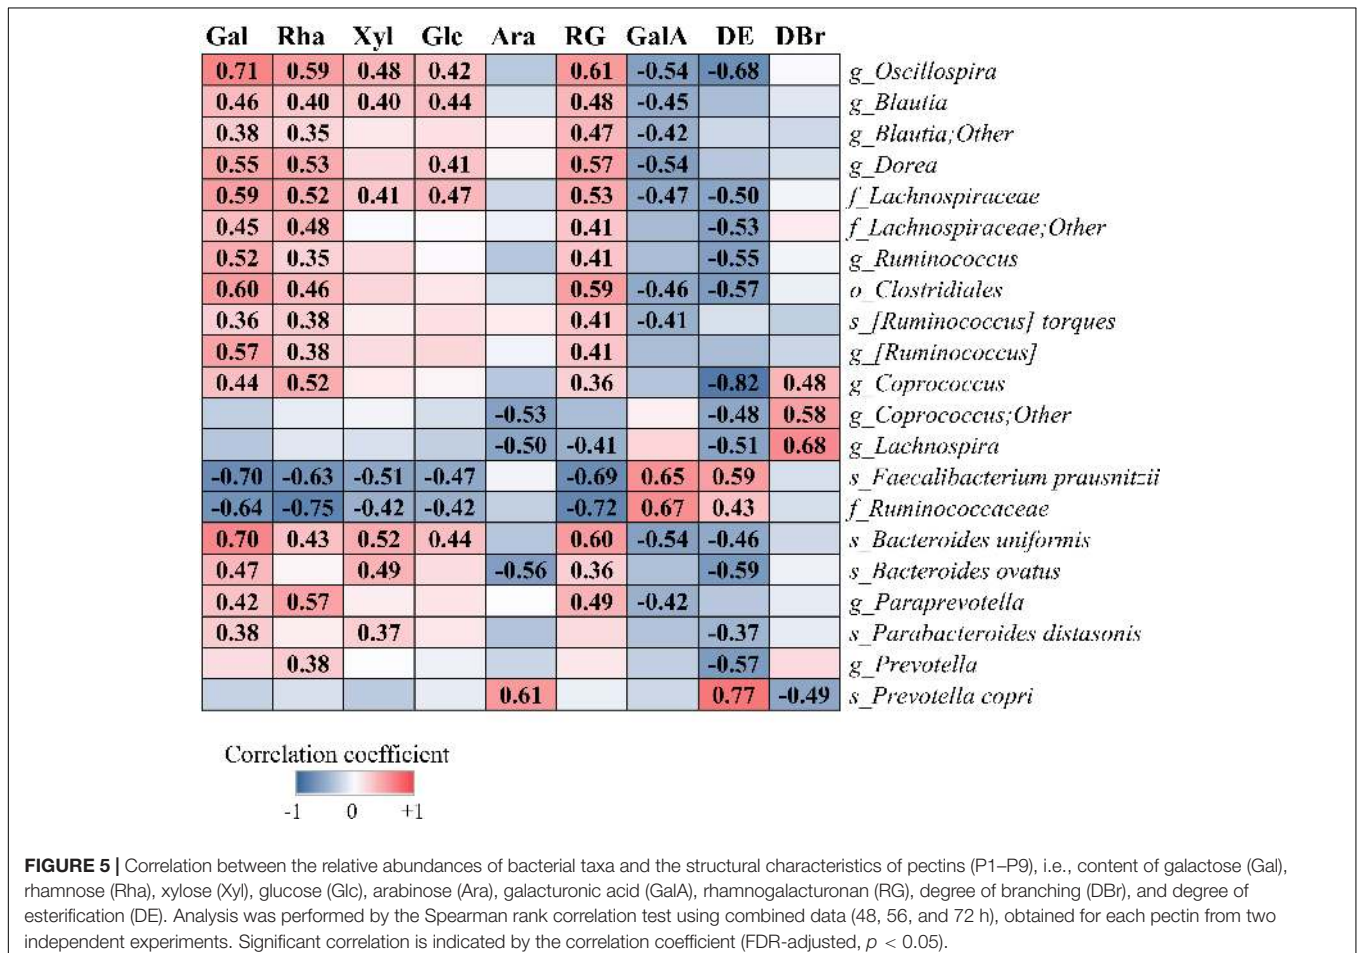 Gal Rha Xyl Glc Ara RG GalA DE DBr
0.71 0.59 0.48 0.42 0.61 -0.54 -0.68 g_Oscillospira
0.46 0.40 0.40 0.44 0.48 -0.45 g_Blautia
0.38 0.35 0.47 -0.42 g_Blautia;Other
0.55 0.53 0.41 0.57 -0.54 g_Dorea
0.59 0.52 0.41 0.47 0.53 -0.47 -0.50 f_Lachnospiraceae
0.45 0.48 0.41 -0.53 f_Lachnospiraceae;Other
0.52 0.35 0.41 -0.55 g_Ruminococcus
0.60 0.46 0.59 -0.46 -0.57 o_Clostridiales
0.36 0.38 0.41 -0.41 s_[Ruminococcus] torques
0.57 0.38 0.41 g_[Ruminococcus]
0.44 0.52 0.36 -0.82 0.48 g_Coprococcus
-0.53 -0.48 0.58 g_Coprococcus;Other
-0.50 -0.41 -0.51 0.68 g_Lachnospira
-0.70 -0.63 -0.51 -0.47 -0.69 0.65 0.59 s_Faecalibacterium prausnitzii
-0.64 -0.75 -0.42 -0.42 -0.72 0.67 0.43 f_Ruminococcaceae
0.70 0.43 0.52 0.44 0.60 -0.54 -0.46 s_Bacteroides uniformis
0.47 0.49 -0.56 0.36 -0.59 s_Bacteroides ovatus
0.42 0.57 0.49 -0.42 g_Paraprevotella
0.38 0.37 -0.37 s_Parabacteroides distasonis
0.38 -0.57 g_Prevotella
0.61 0.77 -0.49 s_Prevotella copri
Correlation coefficient
-1 0 +1
FIGURE 5 | Correlation between the relative abundances of bacterial taxa and the structural characteristics of pectins (P1–P9), i.e., content of galactose (Gal),
rhamnose (Rha), xylose (Xyl), glucose (Glc), arabinose (Ara), galacturonic acid (GalA), rhamnogalacturonan (RG), degree of branching (DBr), and degree of
esterification (DE). Analysis was performed by the Spearman rank correlation test using combined data (48, 56, and 72 h), obtained for each pectin from two
independent experiments. Significant correlation is indicated by the correlation coefficient (FDR-adjusted, p < 0.05).